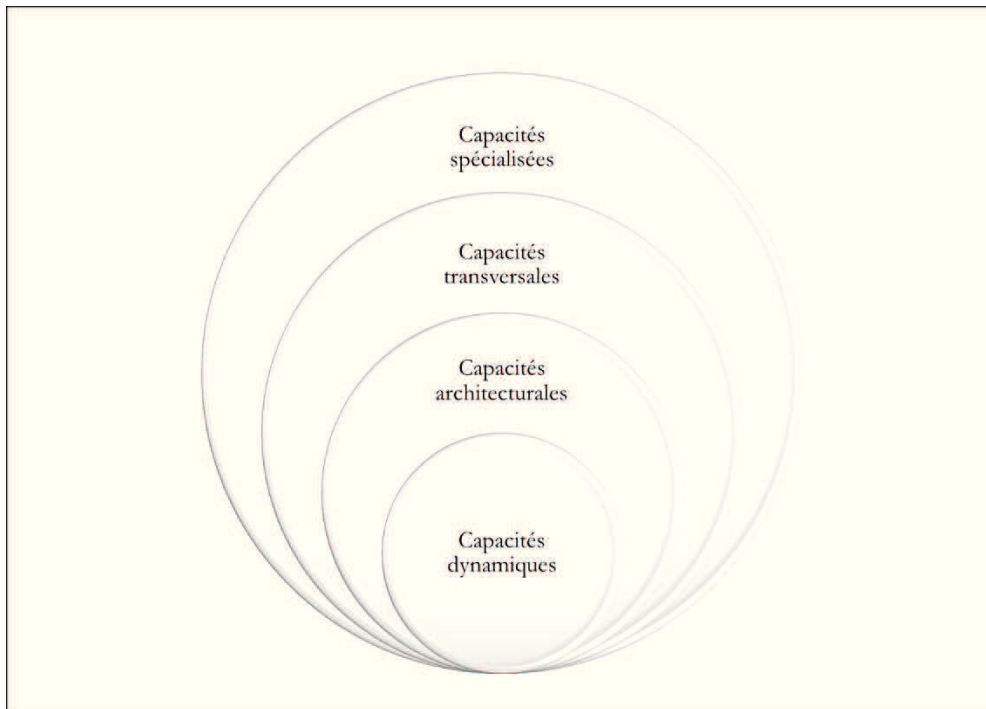 Capacités
spécialisées
Capacités
transversales
Capacités
architecturales
Capacités
dynamiques